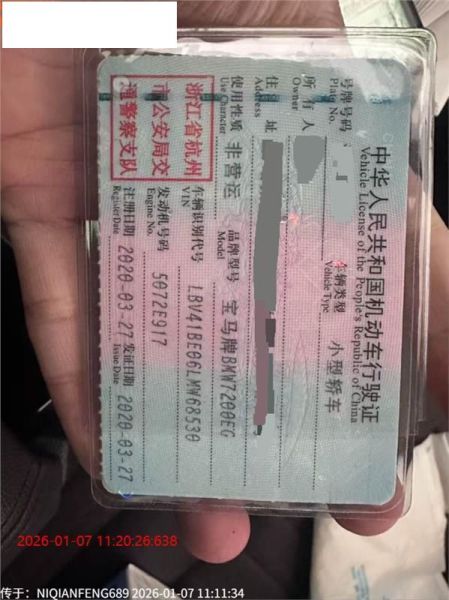 中华人民共和国机动车行驶证
Vehicle License of the People's Republic of China
号牌号码
Plate No.
车辆类型
Vehicle Type
小型轿车
所有人
Owner
住址
Address
使用性质
Use Character
非营运
品牌型号
Model
宝马牌BMW7200EG
浙江省杭州
市公安局交
通警察支队
车辆识别代号
VIN
LBV41BE06LMW68530
发动机号码
Engine No.
5072E917
注册日期
Register Date
2020-03-27
发证日期
Issue Date
2020-03-27
2026-01-07 11:20:26:638
传于：NIQIANFENG689 2026-01-07 11:11:34